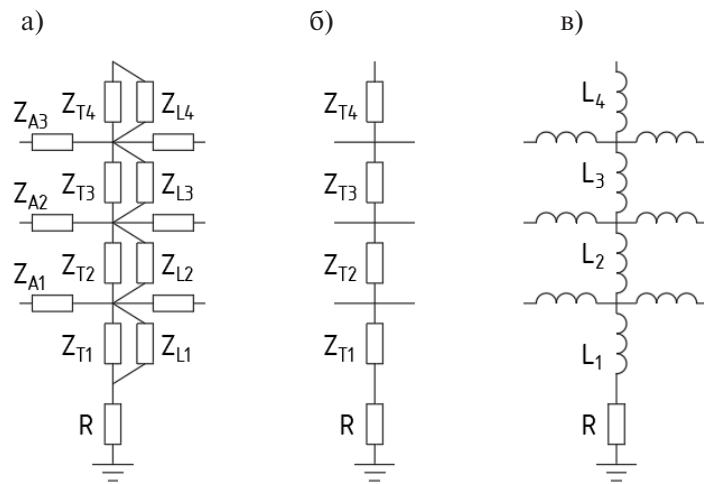 а)
б)
в)
Z_T4
Z_L4
Z_A3
Z_T3
Z_L3
Z_A2
Z_T2
Z_L2
Z_A1
Z_T1
Z_L1
R
Z_T4
Z_T3
Z_T2
Z_T1
R
L_4
L_3
L_2
L_1
R